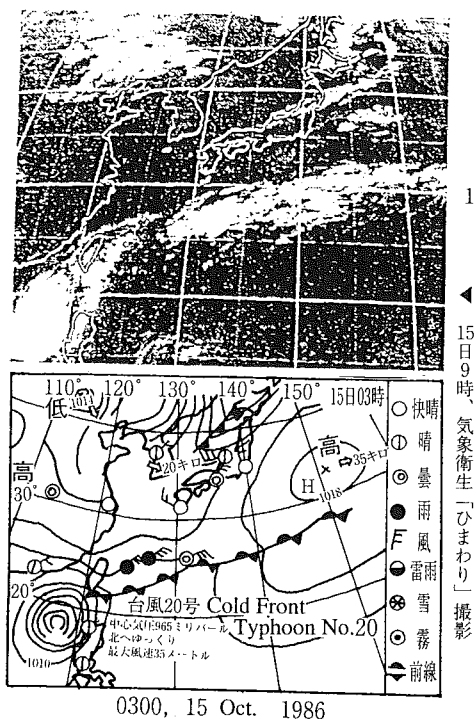 1
◀ 15日9時、気象衛星「ひまわり」撮影
110° 120° 130° 140° 150° 15日03時
低 1011
高
30°
20キロ
高
35キロ
H
1018
20°
1010
台風20号 Cold Front
中心気圧965ミリバール Typhoon No.20
北へゆっくり
最大風速35メートル
快晴
晴
曇
雨
風
雷雨
雪
霧
前線
0300, 15 Oct. 1986